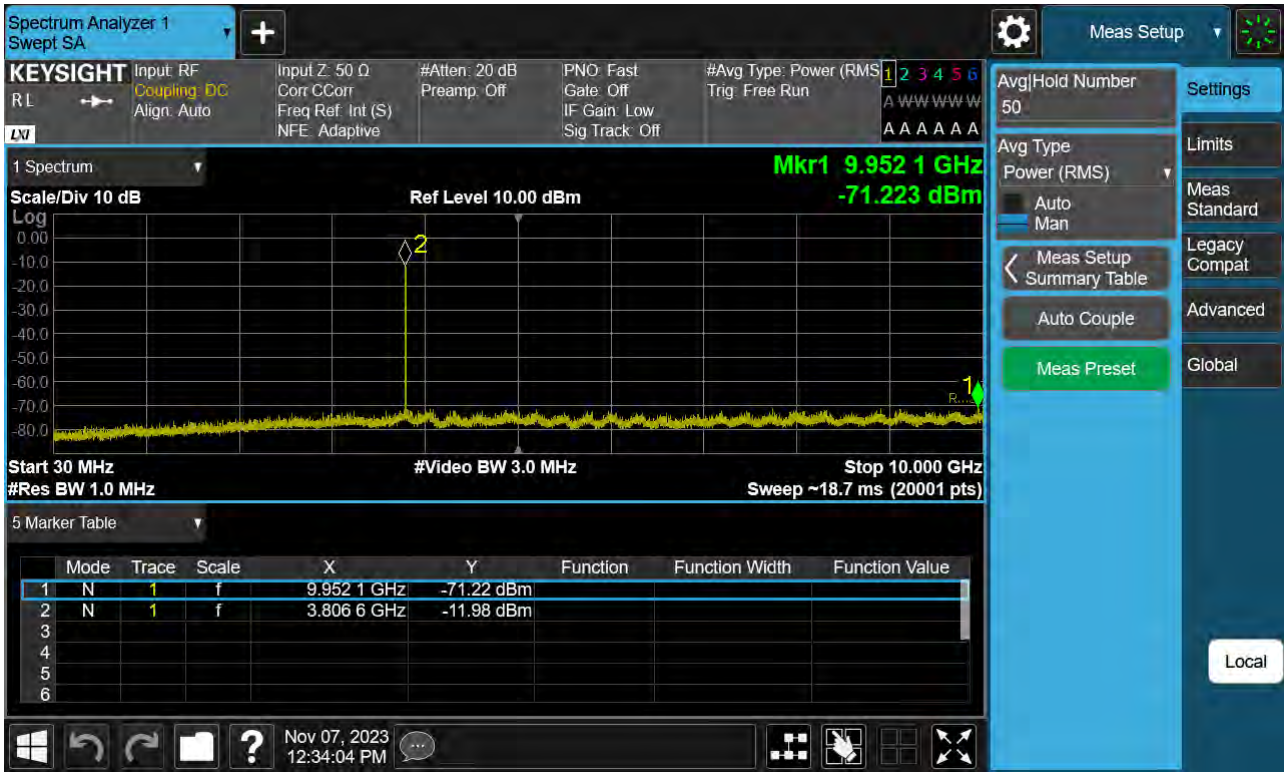 Spectrum Analyzer 1
Swept SA
+
Meas Setup
KEYSIGHT
RL
LXI
Input: RF
Coupling: DC
Align: Auto
Input Z: 50 Ω
Corr CCorr
Freq Ref: Int (S)
NFE: Adaptive
#Atten: 20 dB
Preamp: Off
PNO: Fast
Gate: Off
IF Gain: Low
Sig Track: Off
#Avg Type: Power (RMS
Trig: Free Run
1 2 3 4 5 6
A W W W W W
A A A A A A
1 Spectrum
Scale/Div 10 dB
Ref Level 10.00 dBm
Mkr1 9.952 1 GHz
-71.223 dBm
Log
0.00
-10.0
-20.0
-30.0
-40.0
-50.0
-60.0
-70.0
-80.0
2
1
Start 30 MHz
#Video BW 3.0 MHz
Stop 10.000 GHz
#Res BW 1.0 MHz
Sweep ~18.7 ms (20001 pts)
5 Marker Table
Mode Trace Scale X Y Function Function Width Function Value
1 N 1 f 9.952 1 GHz -71.22 dBm
2 N 1 f 3.806 6 GHz -11.98 dBm
3
4
5
6
Avg|Hold Number
50
Avg Type
Power (RMS)
Auto
Man
Meas Setup
Summary Table
Auto Couple
Meas Preset
Settings
Limits
Meas
Standard
Legacy
Compat
Advanced
Global
Local
?
Nov 07, 2023
12:34:04 PM